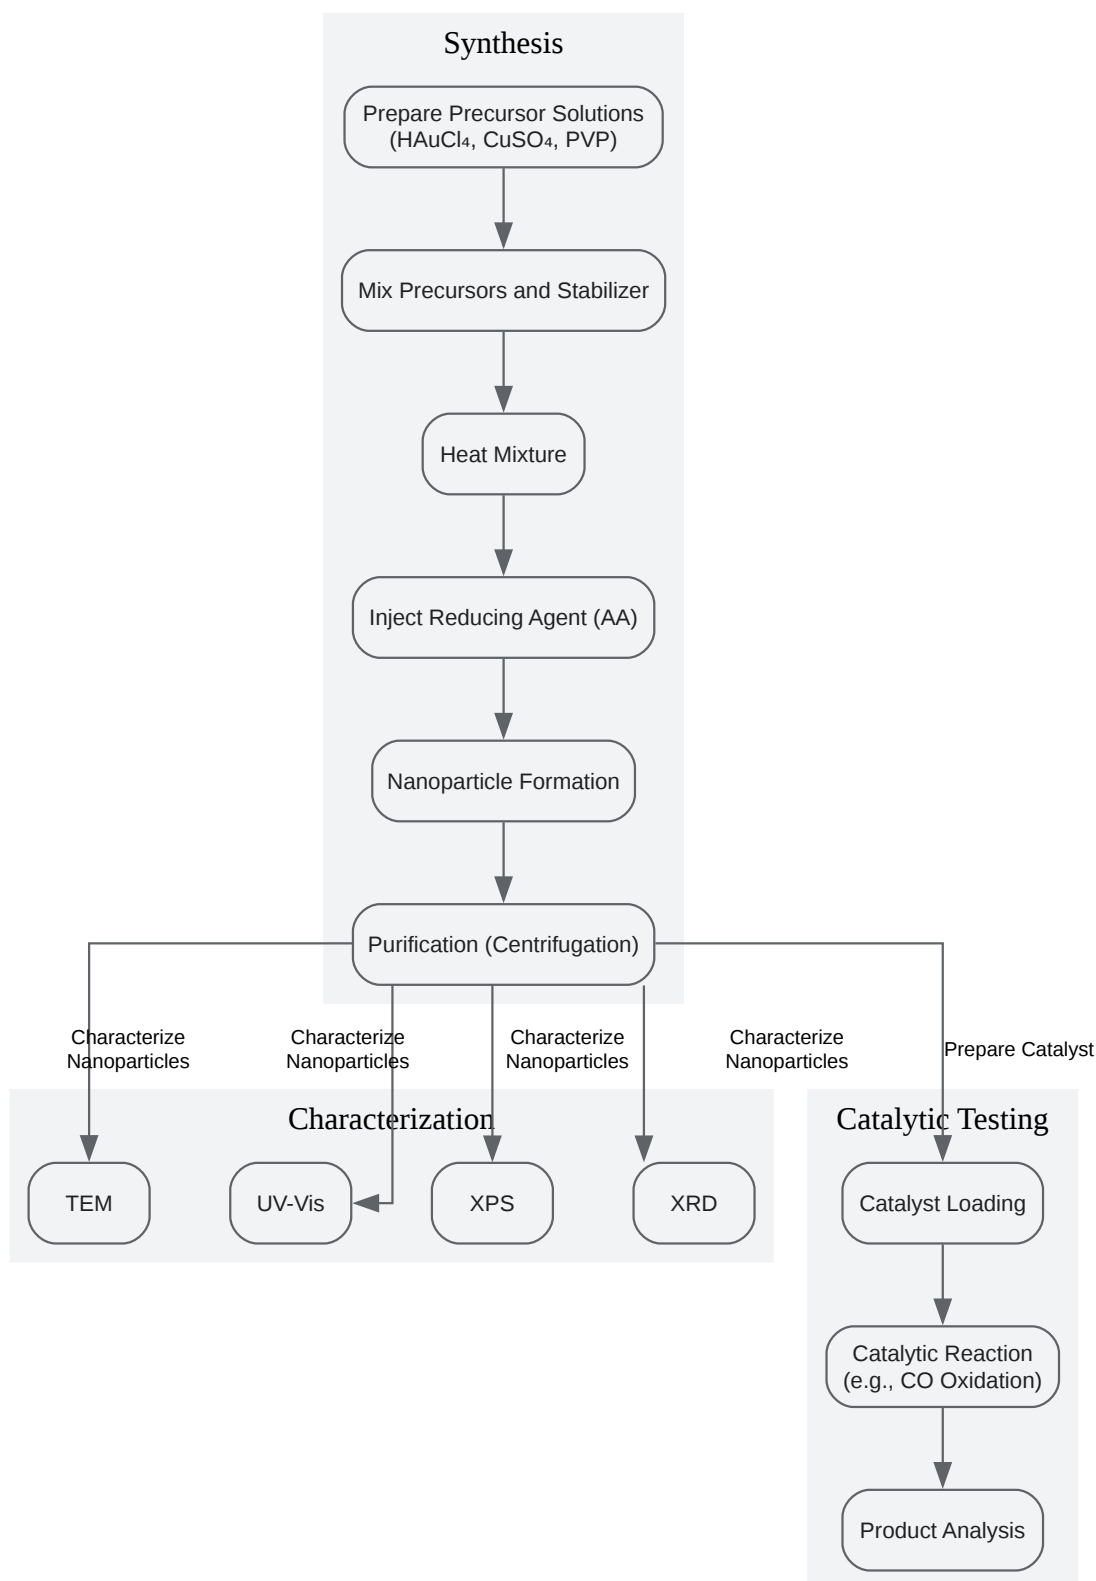 Synthesis
Prepare Precursor Solutions
(HAuCl₄, CuSO₄, PVP)
Mix Precursors and Stabilizer
Heat Mixture
Inject Reducing Agent (AA)
Nanoparticle Formation
Purification (Centrifugation)
Characterize
Nanoparticles
Characterize
Nanoparticles
Characterize
Nanoparticles
Characterize
Nanoparticles
Prepare Catalyst
Characterization
TEM
UV-Vis
XPS
XRD
Catalytic Testing
Catalyst Loading
Catalytic Reaction
(e.g., CO Oxidation)
Product Analysis